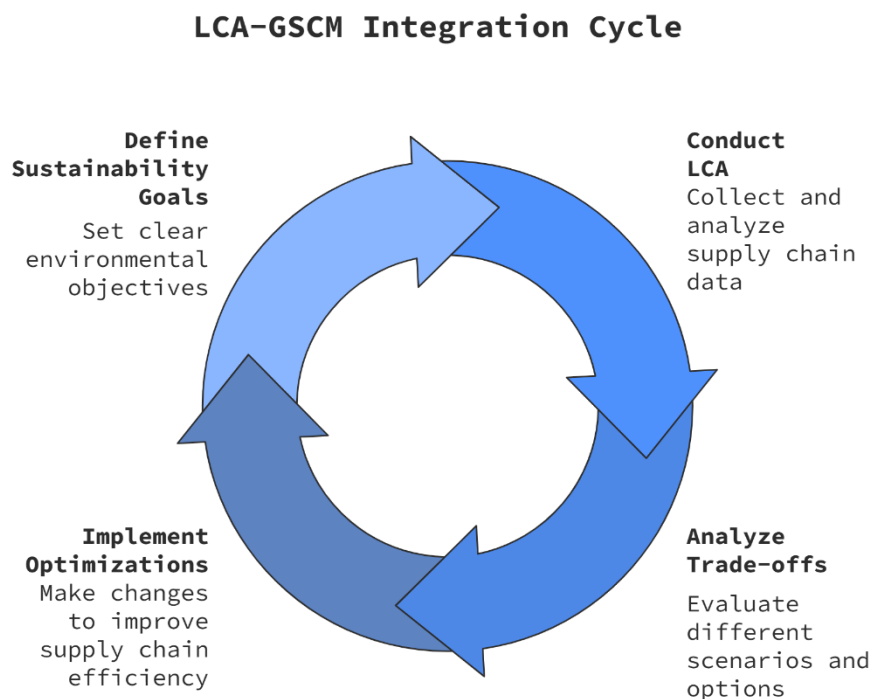 LCA-GSCM Integration Cycle
Define
Sustainability
Goals
Set clear
environmental
objectives
Conduct
LCA
Collect and
analyze
supply chain
data
Implement
Optimizations
Make changes
to improve
supply chain
efficiency
Analyze
Trade-offs
Evaluate
different
scenarios and
options